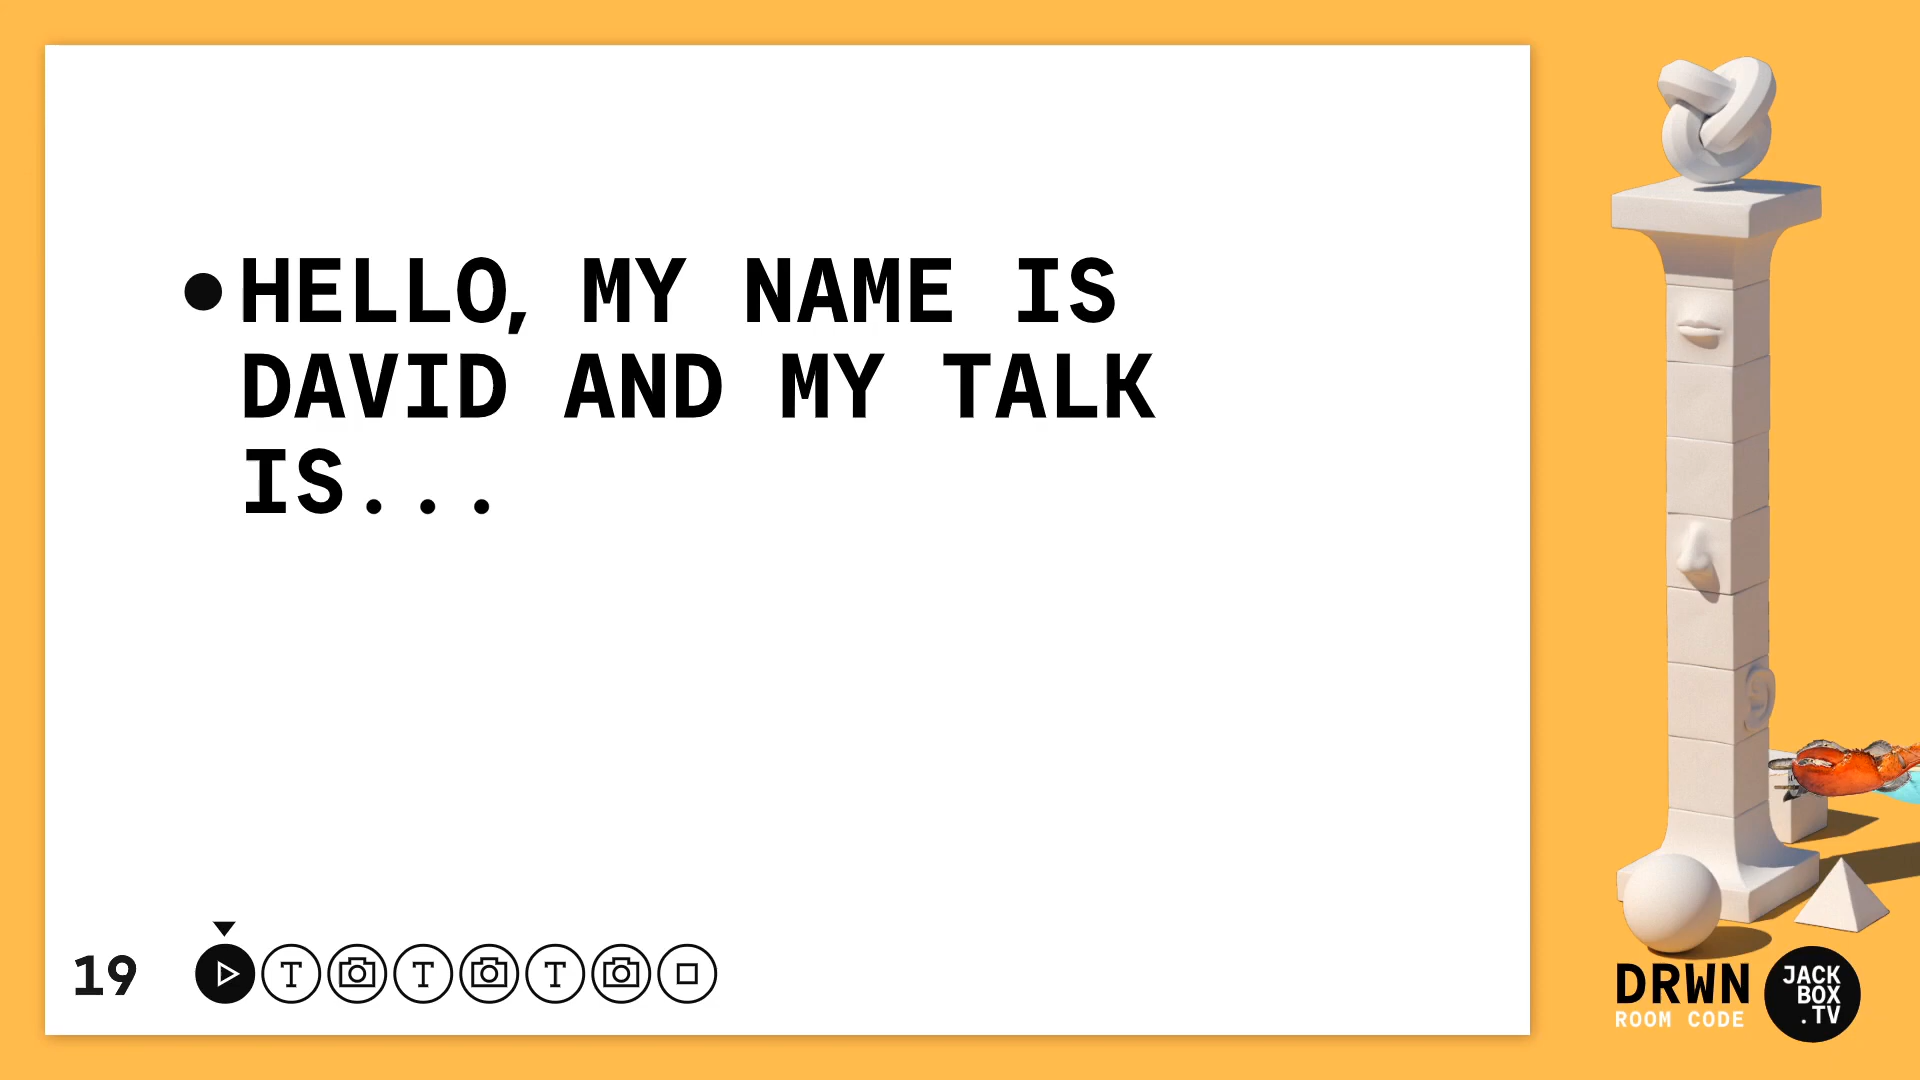 •HELLO, MY NAME IS
DAVID AND MY TALK
IS...
19
T
T
T
DRWN
ROOM CODE
JACK
BOX
.TV